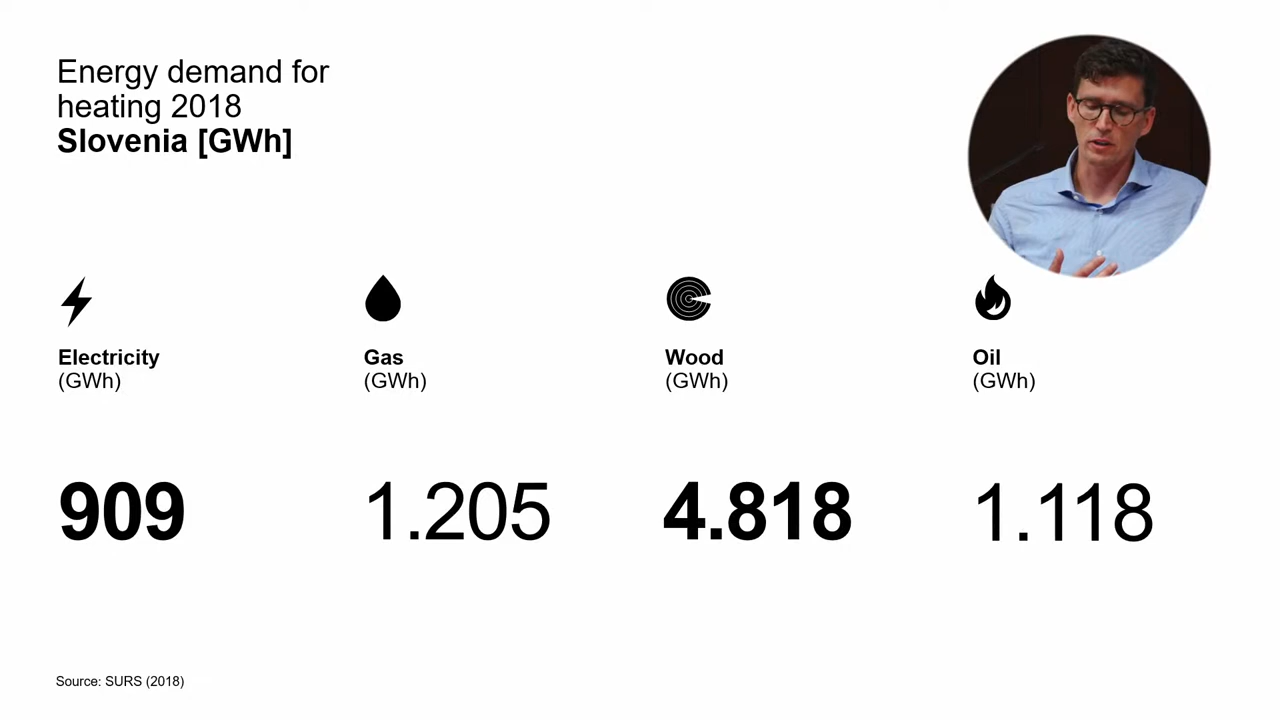 Energy demand for
heating 2018
Slovenia [GWh]
Electricity
(GWh)
Gas
(GWh)
Wood
(GWh)
Oil
(GWh)
909
1.205
4.818
1.118
Source: SURS (2018)